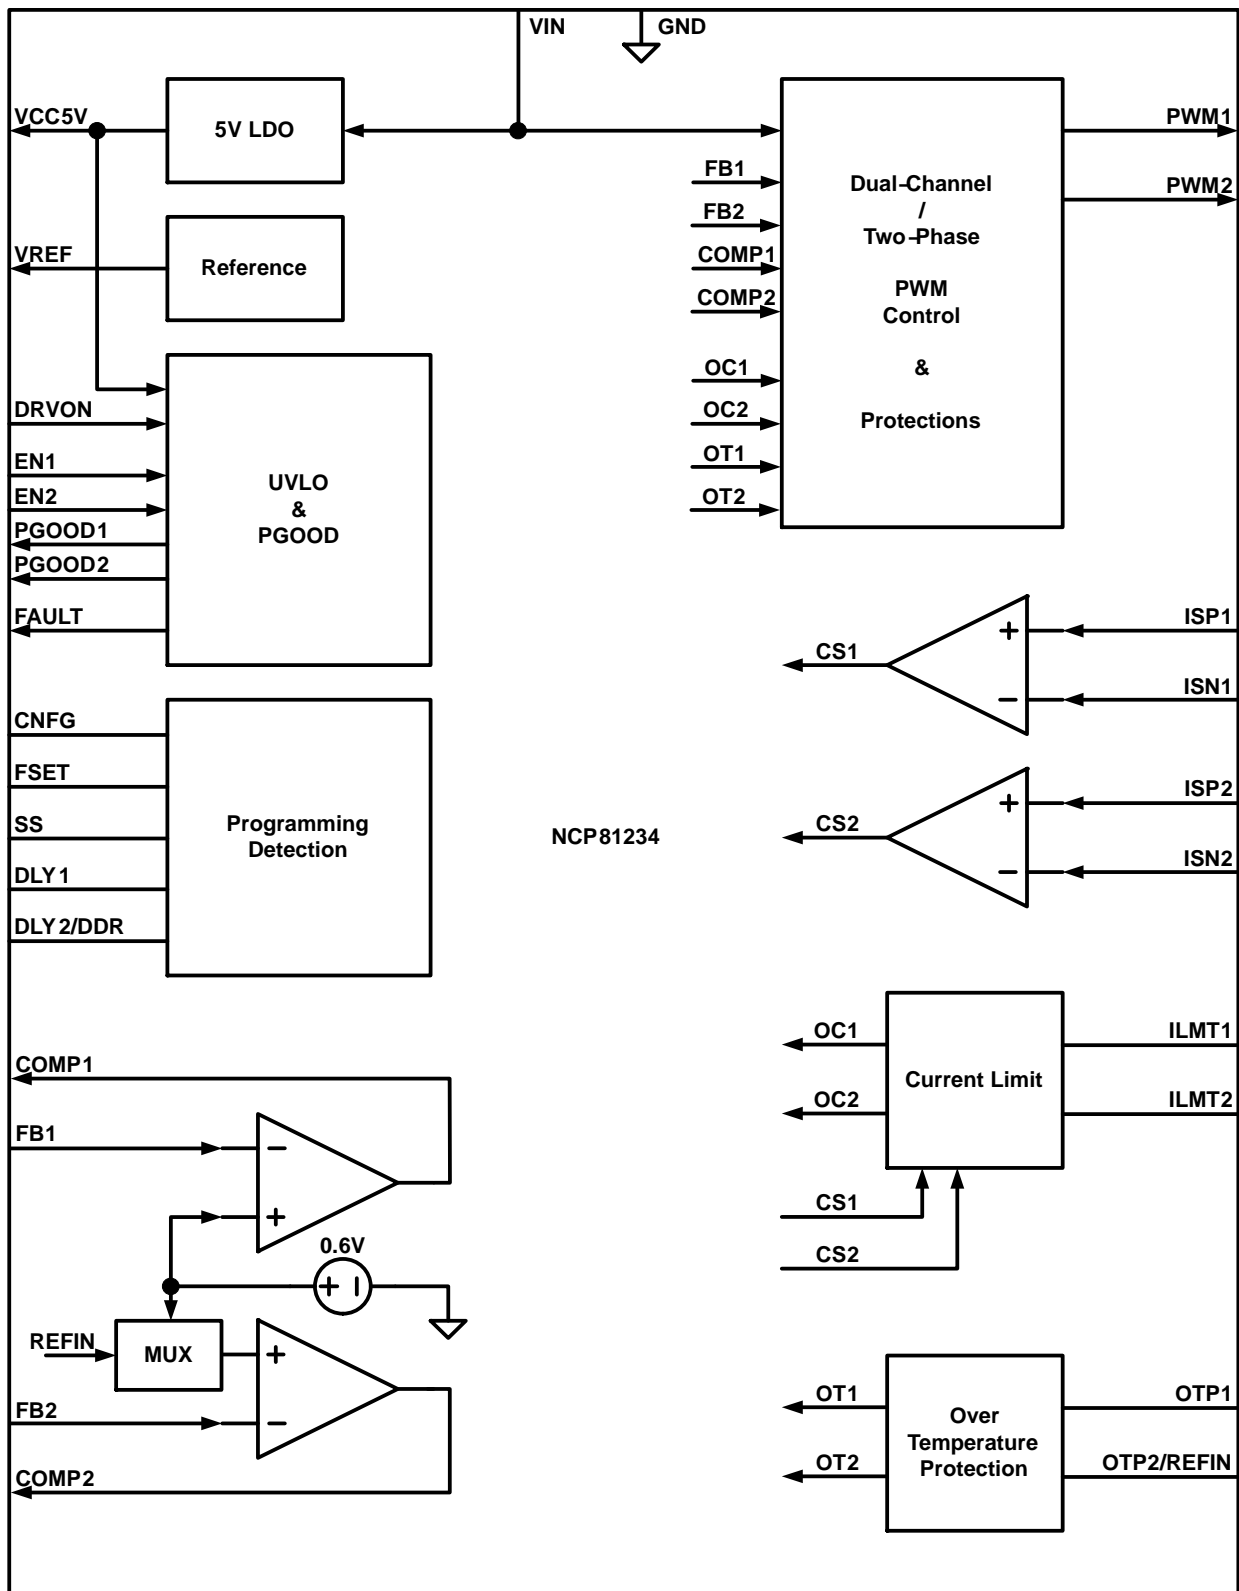 VIN
GND
VCC5V
5V LDO
VREF
Reference
DRVON
EN1
EN2
PGOOD1
PGOOD2
FAULT
UVLO
&
PGOOD
CNFG
FSET
SS
DLY1
DLY2/DDR
Programming
Detection
COMP1
FB1
−
+
0.6V
+ −
REFIN
MUX
+
−
FB2
COMP2
NCP81234
FB1
FB2
COMP1
COMP2
OC1
OC2
OT1
OT2
Dual-Channel
/
Two-Phase
PWM
Control
&
Protections
PWM1
PWM2
CS1
+
−
ISP1
ISN1
CS2
+
−
ISP2
ISN2
OC1
OC2
Current Limit
ILMT1
ILMT2
CS1
CS2
OT1
OT2
Over
Temperature
Protection
OTP1
OTP2/REFIN